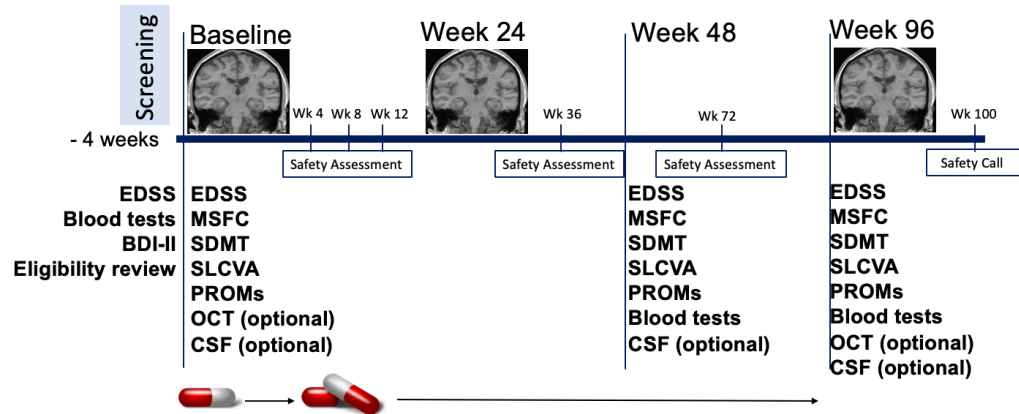 Screening
Baseline
Week 24
Week 48
Week 96
Wk 4
Wk 8
Wk 12
Wk 36
Wk 72
Wk 100
- 4 weeks
Safety Assessment
Safety Assessment
Safety Assessment
Safety Call
EDSS
Blood tests
BDI-II
Eligibility review
EDSS
MSFC
SDMT
SLCVA
PROMs
OCT (optional)
CSF (optional)
EDSS
MSFC
SDMT
SLCVA
PROMs
Blood tests
CSF (optional)
EDSS
MSFC
SDMT
SLCVA
PROMs
Blood tests
OCT (optional)
CSF (optional)